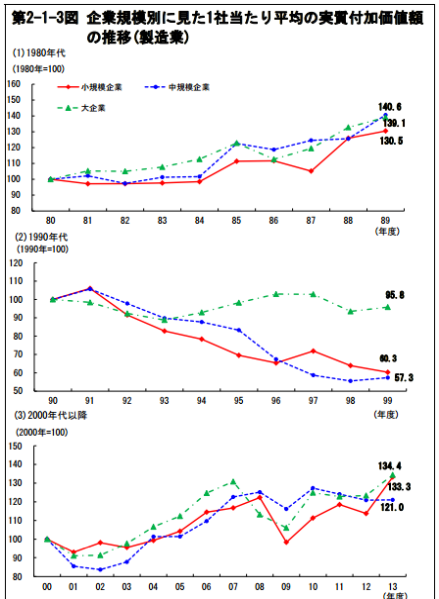 第2-1-3図 企業規模別に見た1社当たり平均の実質付加価値額
の推移(製造業)
(1) 1980年代
(1980年=100)
小規模企業
中規模企業
大企業
160
150
140
130
120
110
100
90
80
140.6
139.1
130.5
80 81 82 83 84 85 86 87 88 89
(年度)
(2) 1990年代
(1990年=100)
120
110
100
90
80
70
60
50
95.8
60.3
57.3
90 91 92 93 94 95 96 97 98 99
(年度)
(3) 2000年代以降
(2000年=100)
150
140
130
120
110
100
90
80
134.4
133.3
121.0
00 01 02 03 04 05 06 07 08 09 10 11 12 13
(年度)